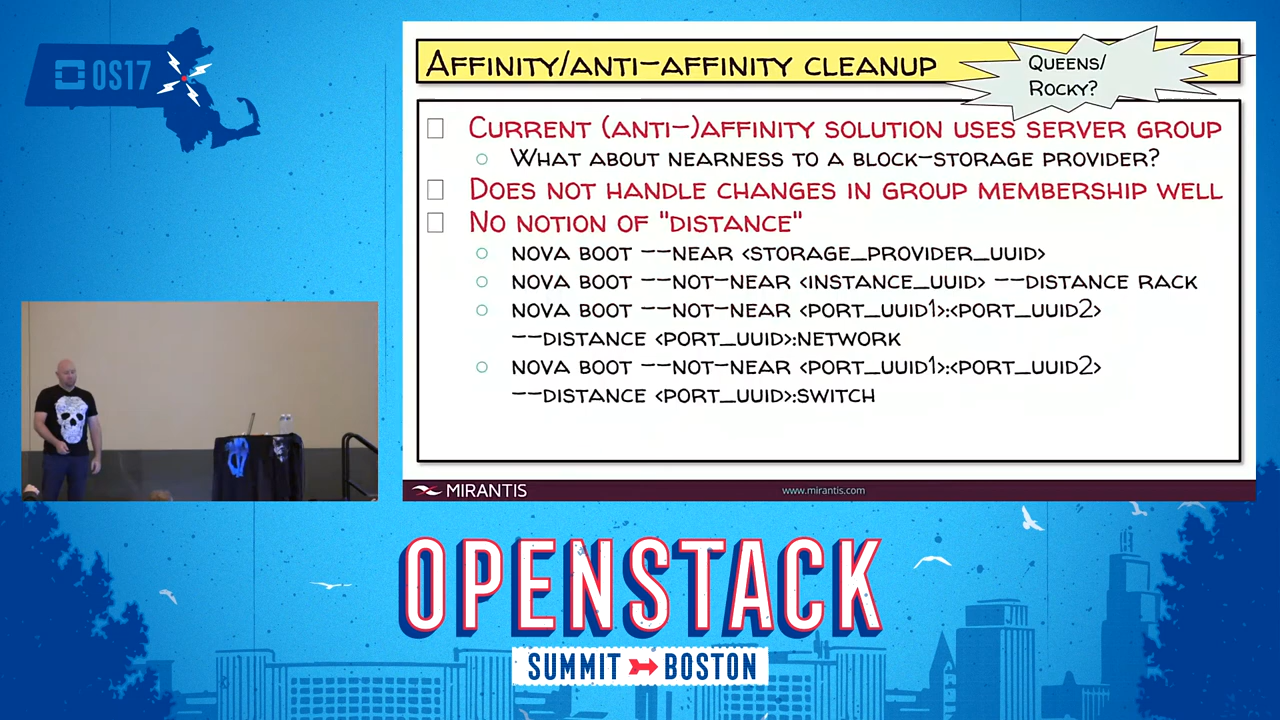 OS17
AFFINITY/ANTI-AFFINITY CLEANUP
QUEENS/
ROCKY?
CURRENT (ANTI-)AFFINITY SOLUTION USES SERVER GROUP
WHAT ABOUT NEARNESS TO A BLOCK-STORAGE PROVIDER?
DOES NOT HANDLE CHANGES IN GROUP MEMBERSHIP WELL
NO NOTION OF "DISTANCE"
NOVA BOOT --NEAR <STORAGE_PROVIDER_UUID>
NOVA BOOT --NOT-NEAR <INSTANCE_UUID> --DISTANCE RACK
NOVA BOOT --NOT-NEAR <PORT_UUID1>:<PORT_UUID2>
--DISTANCE <PORT_UUID>:NETWORK
NOVA BOOT --NOT-NEAR <PORT_UUID1>:<PORT_UUID2>
--DISTANCE <PORT_UUID>:SWITCH
MIRANTIS
www.mirantis.com
OPENSTACK
SUMMIT BOSTON